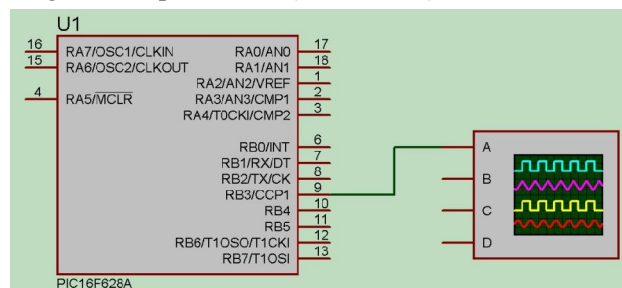 U1
16 RA7/OSC1/CLKIN RA0/AN0 17
15 RA6/OSC2/CLKOUT RA1/AN1 18
RA2/AN2/VREF 1
4 RA5/MCLR RA3/AN3/CMP1 2
RA4/T0CKI/CMP2 3
RB0/INT 6
RB1/RX/DT 7
RB2/TX/CK 8
RB3/CCP1 9
RB4 10
RB5 11
RB6/T1OSO/T1CKI 12
RB7/T1OSI 13
PIC16F628A
A
B
C
D